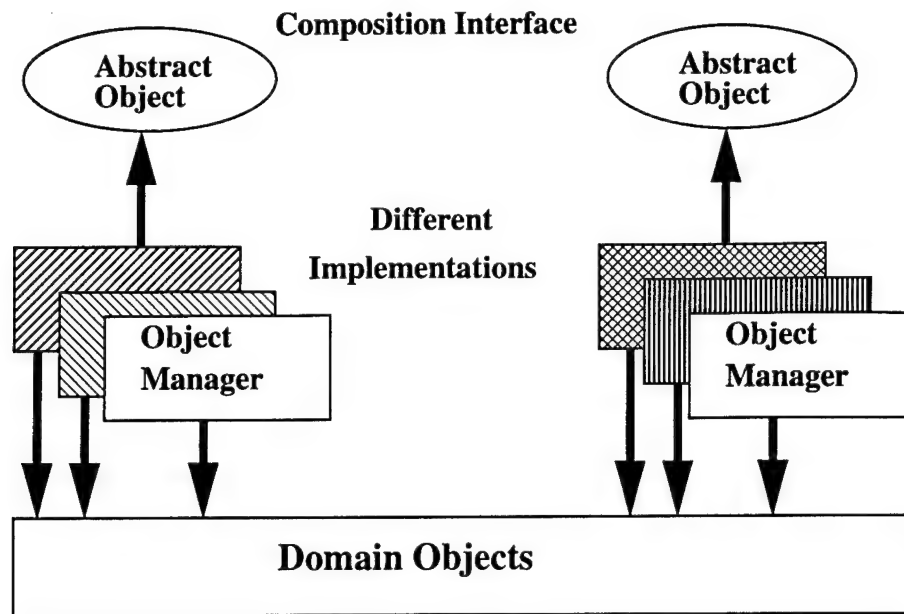 Composition Interface
Abstract
Object
Abstract
Object
Different
Implementations
Object
Manager
Object
Manager
Domain Objects